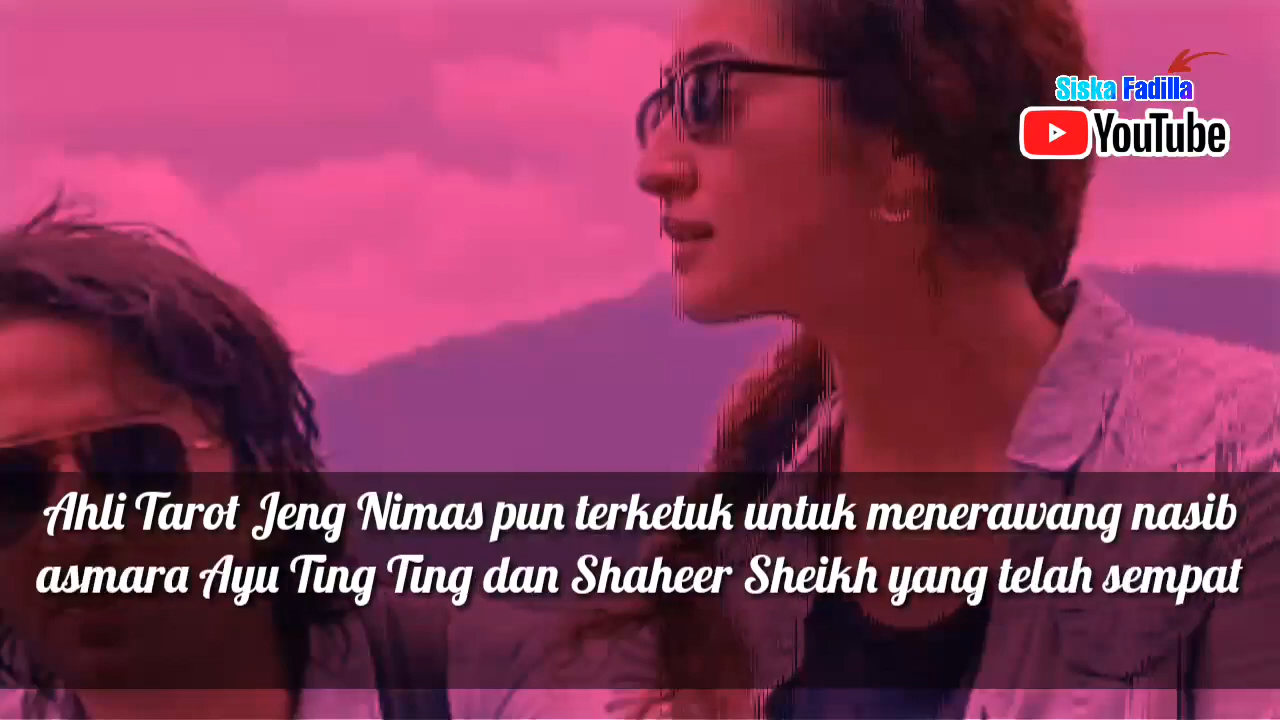 Siska Fadilla
YouTube
Ahli Tarot Jeng Nimas pun terketuk untuk menerawang nasib
asmara Ayu Ting Ting dan Shaheer Sheikh yang telah sempat